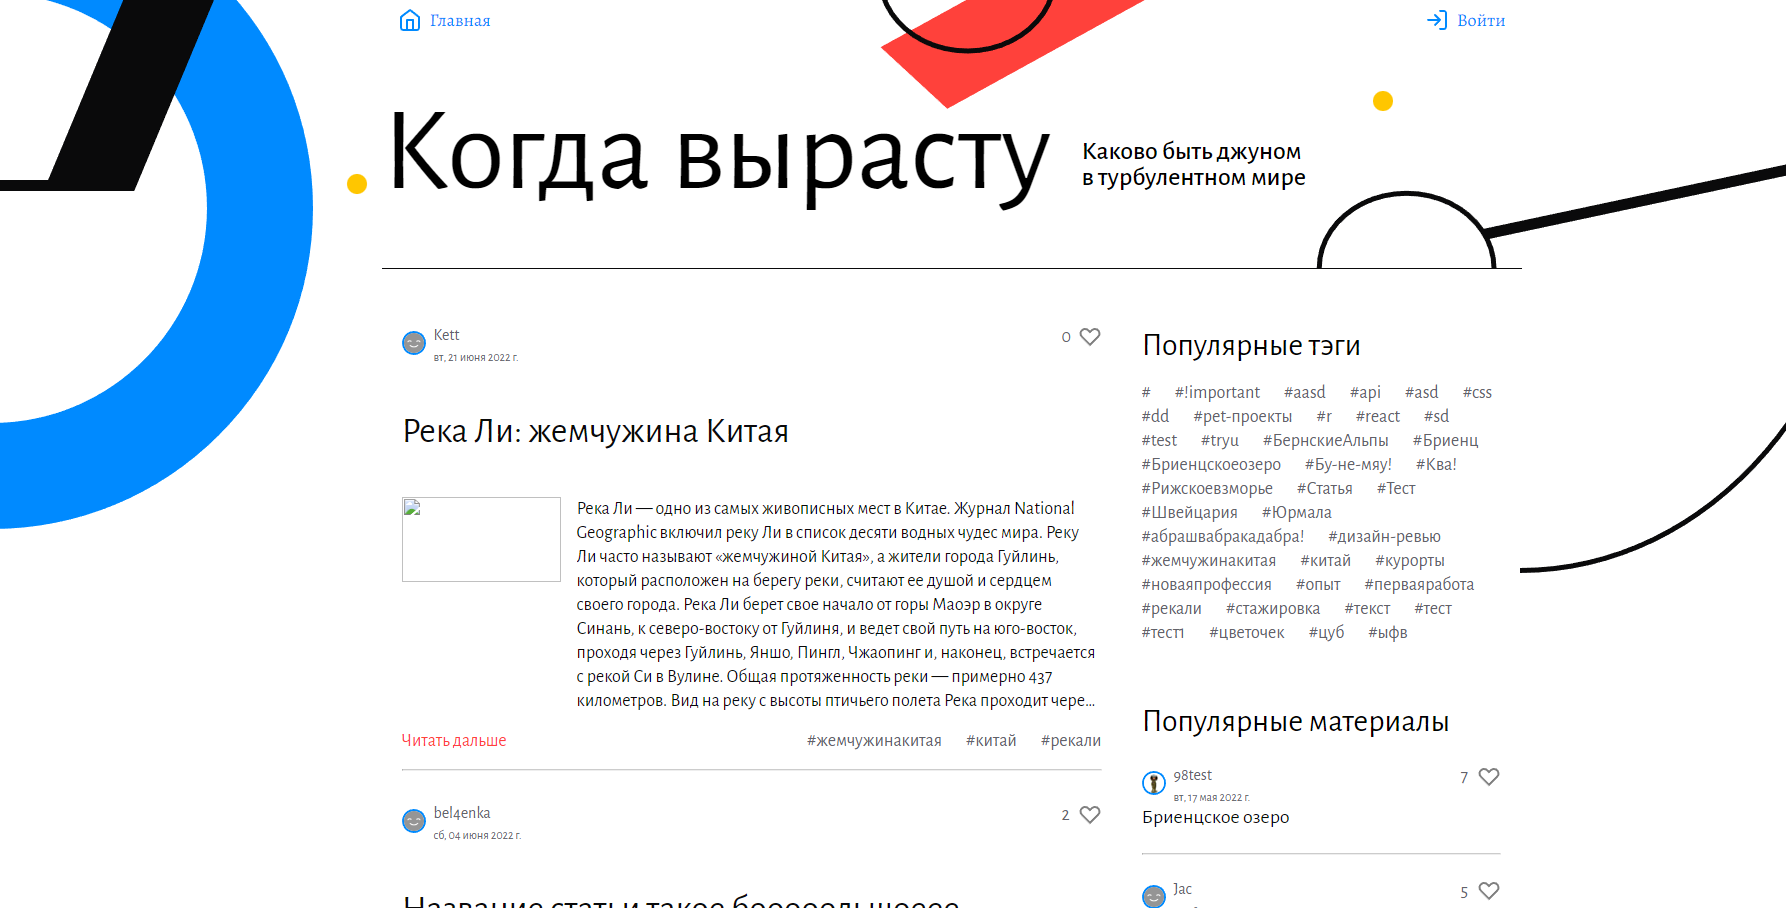 Главная
Войти
Когда вырасту
Каково быть джуном
в турбулентном мире
Kett
вт, 21 июня 2022 г.
0
Река Ли: жемчужина Китая
Река Ли — одно из самых живописных мест в Китае. Журнал National
Geographic включил реку Ли в список десяти водных чудес мира. Реку
Ли часто называют «жемчужиной Китая», а жители города Гуйлинь,
который расположен на берегу реки, считают ее душой и сердцем
своего города. Река Ли берет свое начало от горы Маоэр в округе
Синань, к северо-востоку от Гуйлиня, и ведет свой путь на юго-восток,
проходя через Гуйлинь, Яншо, Пингл, Чжаопинг и, наконец, встречается
с рекой Си в Вулине. Общая протяженность реки — примерно 437
километров. Вид на реку с высоты птичьего полета Река проходит чере...
Читать дальше
#жемчужинакитая #китай #рекали
bel4enka
сб, 04 июня 2022 г.
2
Название статьи такое бооооольшоеее
Популярные тэги
# #!important #aasd #api #asd #css
#dd #pet-проекты #r #react #sd
#test #tryu #БернскиеАльпы #Бриенц
#Бриенцскоеозеро #Бу-не-мяу! #Ква!
#Рижскоевзморье #Статья #Тест
#Швейцария #Юрмала
#абрашвабракадабра! #дизайн-ревью
#жемчужинакитая #китай #курорты
#новаяпрофессия #опыт #перваяработа
#рекали #стажировка #текст #тест
#тест1 #цветочек #цуб #ыфв
Популярные материалы
98test
вт, 17 мая 2022 г.
7
Бриенцское озеро
Jac
5